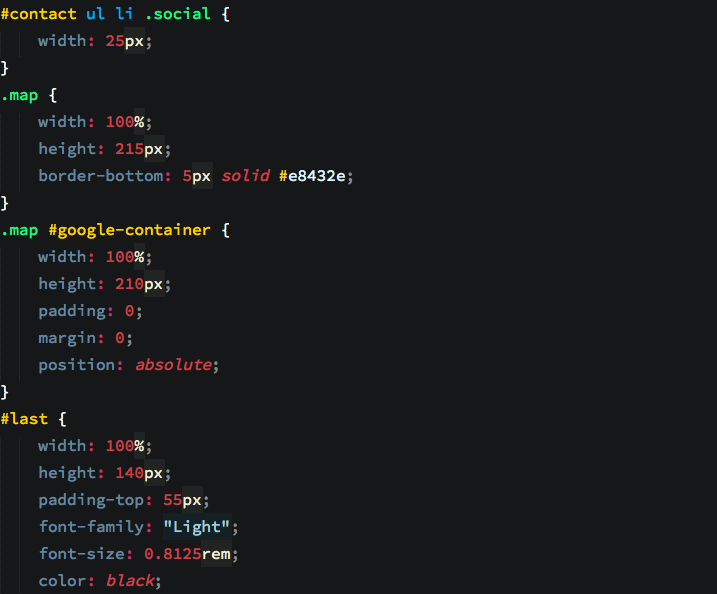 #contact ul li .social {
    width: 25px;
}
.map {
    width: 100%;
    height: 215px;
    border-bottom: 5px solid #e8432e;
}
.map #google-container {
    width: 100%;
    height: 210px;
    padding: 0;
    margin: 0;
    position: absolute;
}
#last {
    width: 100%;
    height: 140px;
    padding-top: 55px;
    font-family: "Light";
    font-size: 0.8125rem;
    color: black;